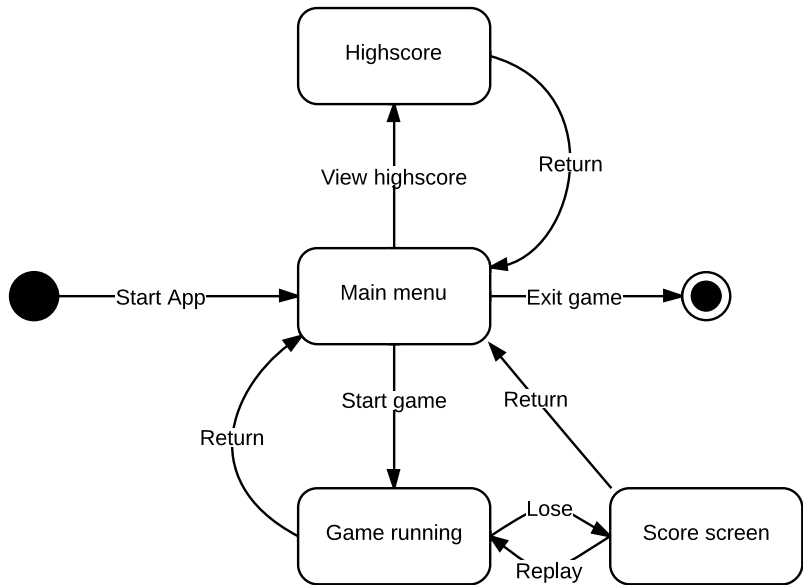 Highscore
View highscore
Return
Start App
Main menu
Exit game
Start game
Return
Return
Lose
Game running
Score screen
Replay